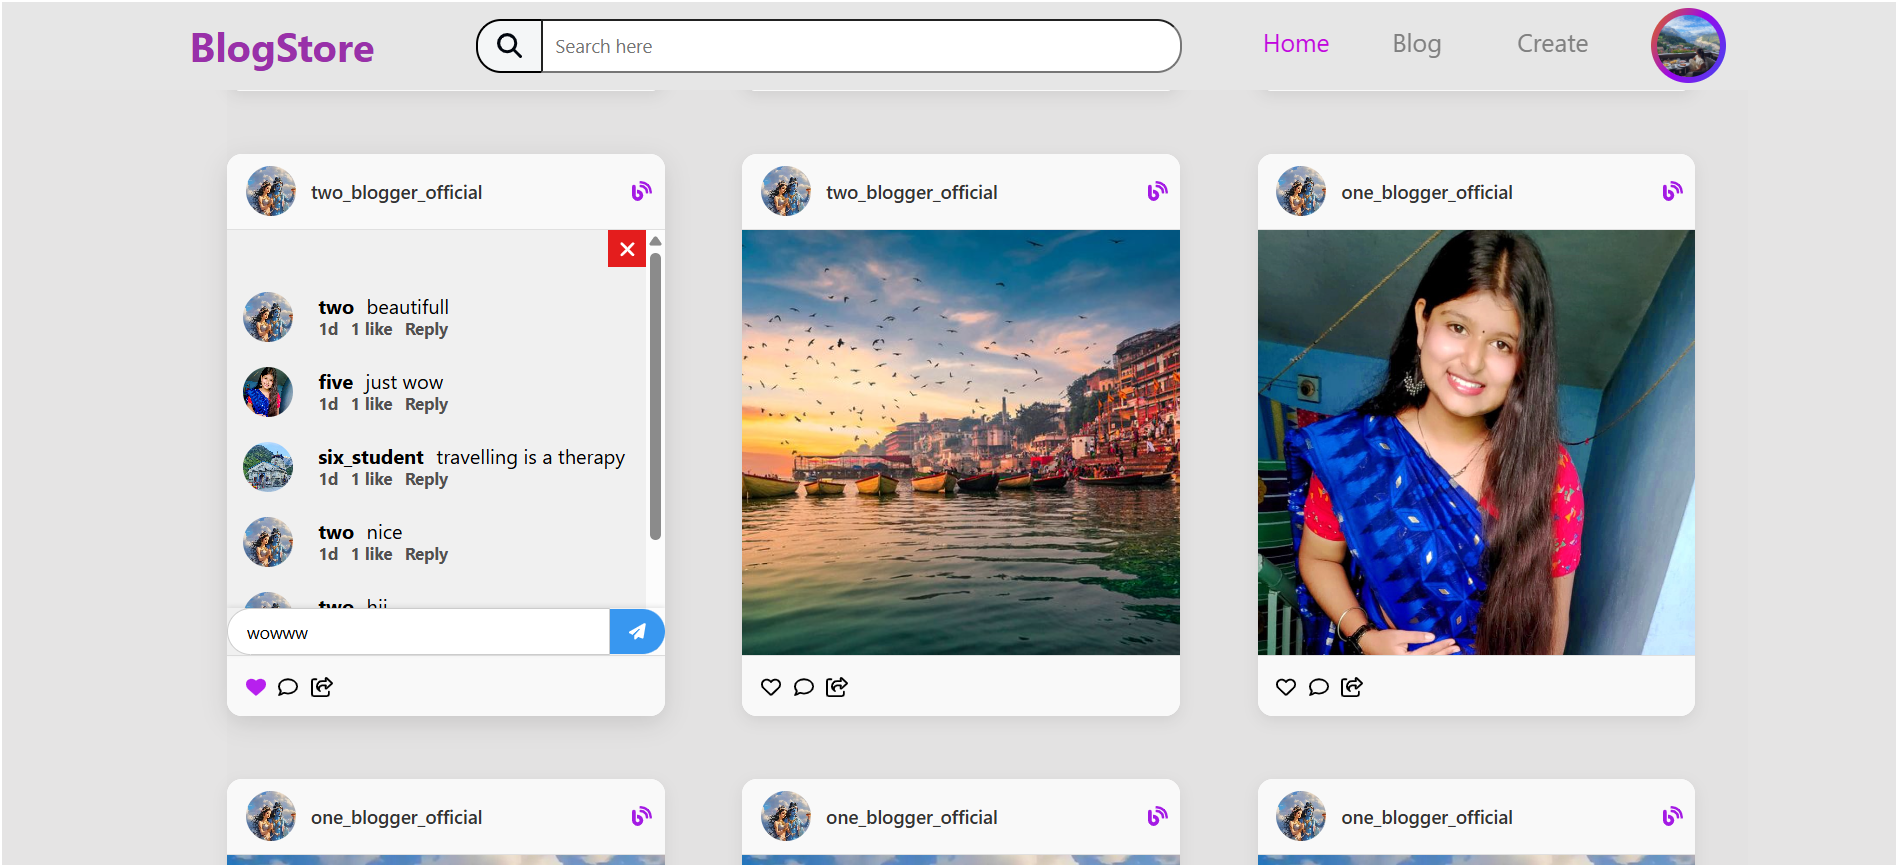 BlogStore
Search here
Home
Blog
Create
two_blogger_official
two beautifull
1d 1 like Reply
five just wow
1d 1 like Reply
six_student travelling is a therapy
1d 1 like Reply
two nice
1d 1 like Reply
two hii
wowww
two_blogger_official
one_blogger_official
one_blogger_official
one_blogger_official
one_blogger_official